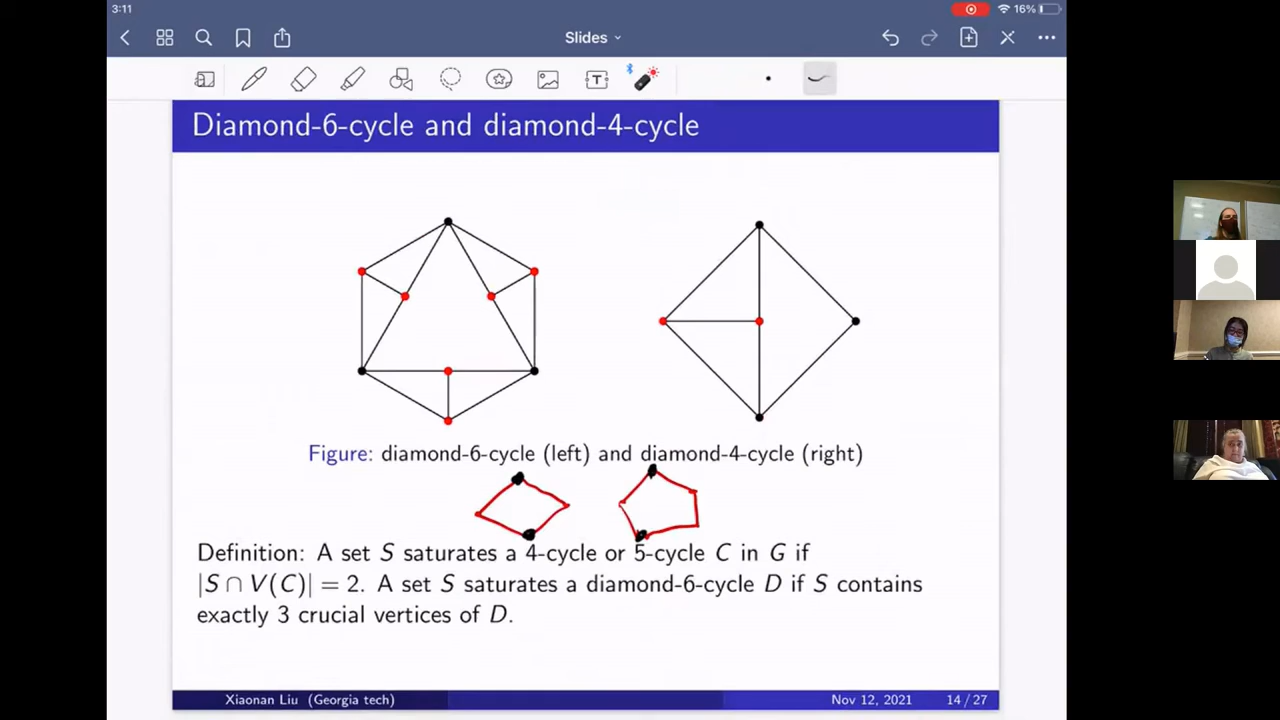 3:11
16%
Slides
Diamond-6-cycle and diamond-4-cycle
Figure: diamond-6-cycle (left) and diamond-4-cycle (right)
Definition: A set S saturates a 4-cycle or 5-cycle C in G if
|S ∩ V(C)| = 2. A set S saturates a diamond-6-cycle D if S contains
exactly 3 crucial vertices of D.
Xiaonan Liu (Georgia tech)
Nov 12, 2021
14 / 27